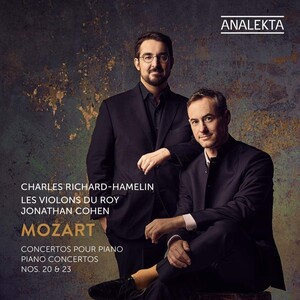 ANALEKTA
CHARLES RICHARD-HAMELIN
LES VIOLONS DU ROY
JONATHAN COHEN
MOZART
CONCERTOS POUR PIANO
PIANO CONCERTOS
NOS. 20 & 23